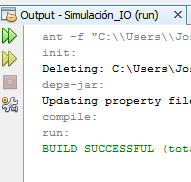 Output - Simulación_IO (run)
ant -f "C:\\Users\\Jos
init:
Deleting: C:\Users\Jos
deps-jar:
Updating property file
compile:
run:
BUILD SUCCESSFUL (tota